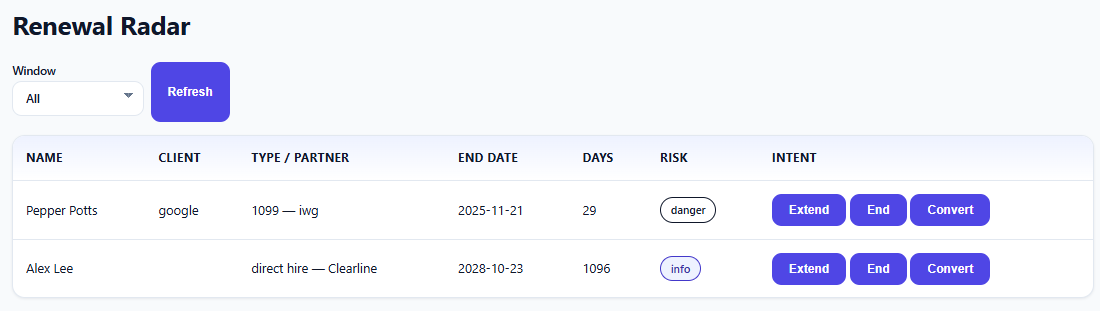 Renewal Radar
Window
All
Refresh
NAME CLIENT TYPE / PARTNER END DATE DAYS RISK INTENT
Pepper Potts google 1099 — iwg 2025-11-21 29 danger Extend End Convert
Alex Lee direct hire — Clearline 2028-10-23 1096 info Extend End Convert